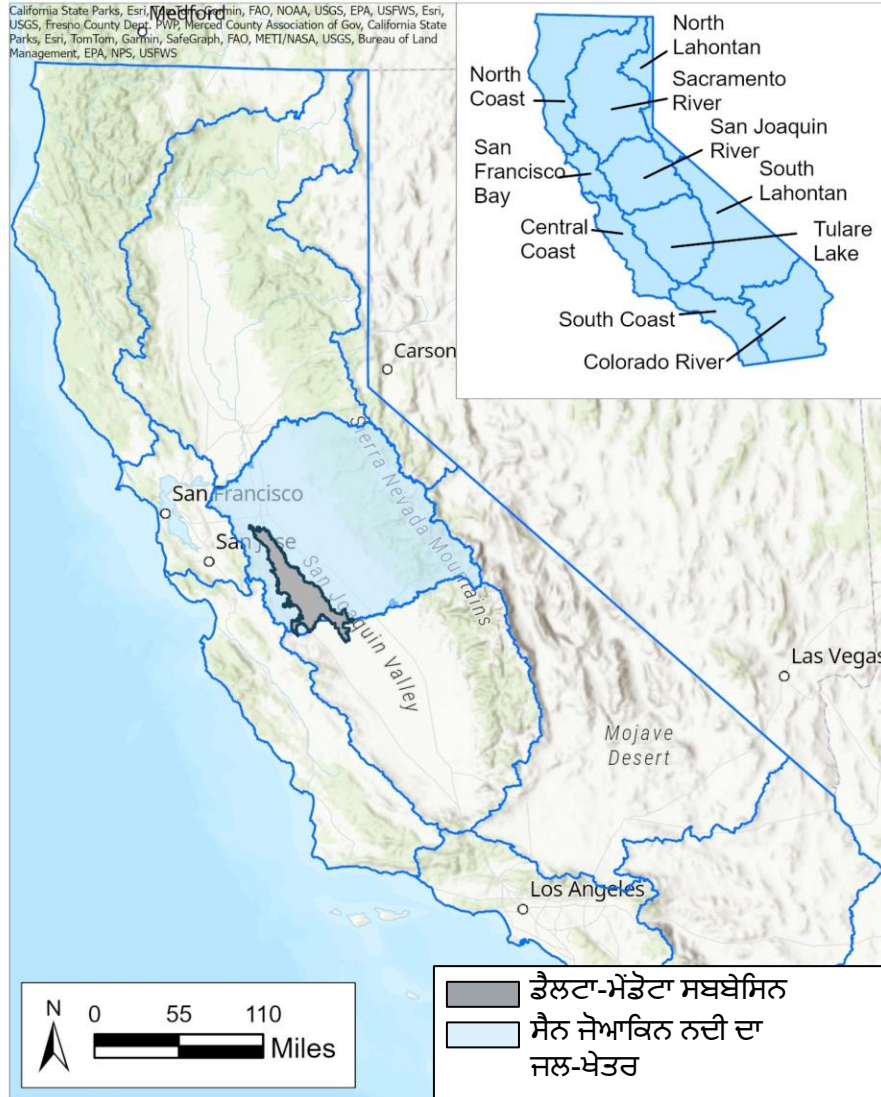 California State Parks, Esri, TomTom, Garmin, FAO, NOAA, USGS, EPA, USFWS, Esri,
USGS, Fresno County Dept. PWP, Merced County Association of Gov, California State
Parks, Esri, TomTom, Garmin, SafeGraph, FAO, METI/NASA, USGS, Bureau of Land
Management, EPA, NPS, USFWS
Medford
North
Lahontan
North
Coast
Sacramento
River
San
Francisco
Bay
San Joaquin
River
South
Lahontan
Central
Coast
Tulare
Lake
South Coast
Colorado River
Carson
Sierra Nevada Mountains
San Francisco
San Jose
San Joaquin Valley
Las Vegas
Mojave
Desert
Los Angeles
N
0 55 110
Miles
ਡੈਲਟਾ-ਮੇਂਡੋਟਾ ਸਬਬੇਸਿਨ
ਸੈਨ ਜੋਆਕਿਨ ਨਦੀ ਦਾ
ਜਲ-ਖੇਤਰ